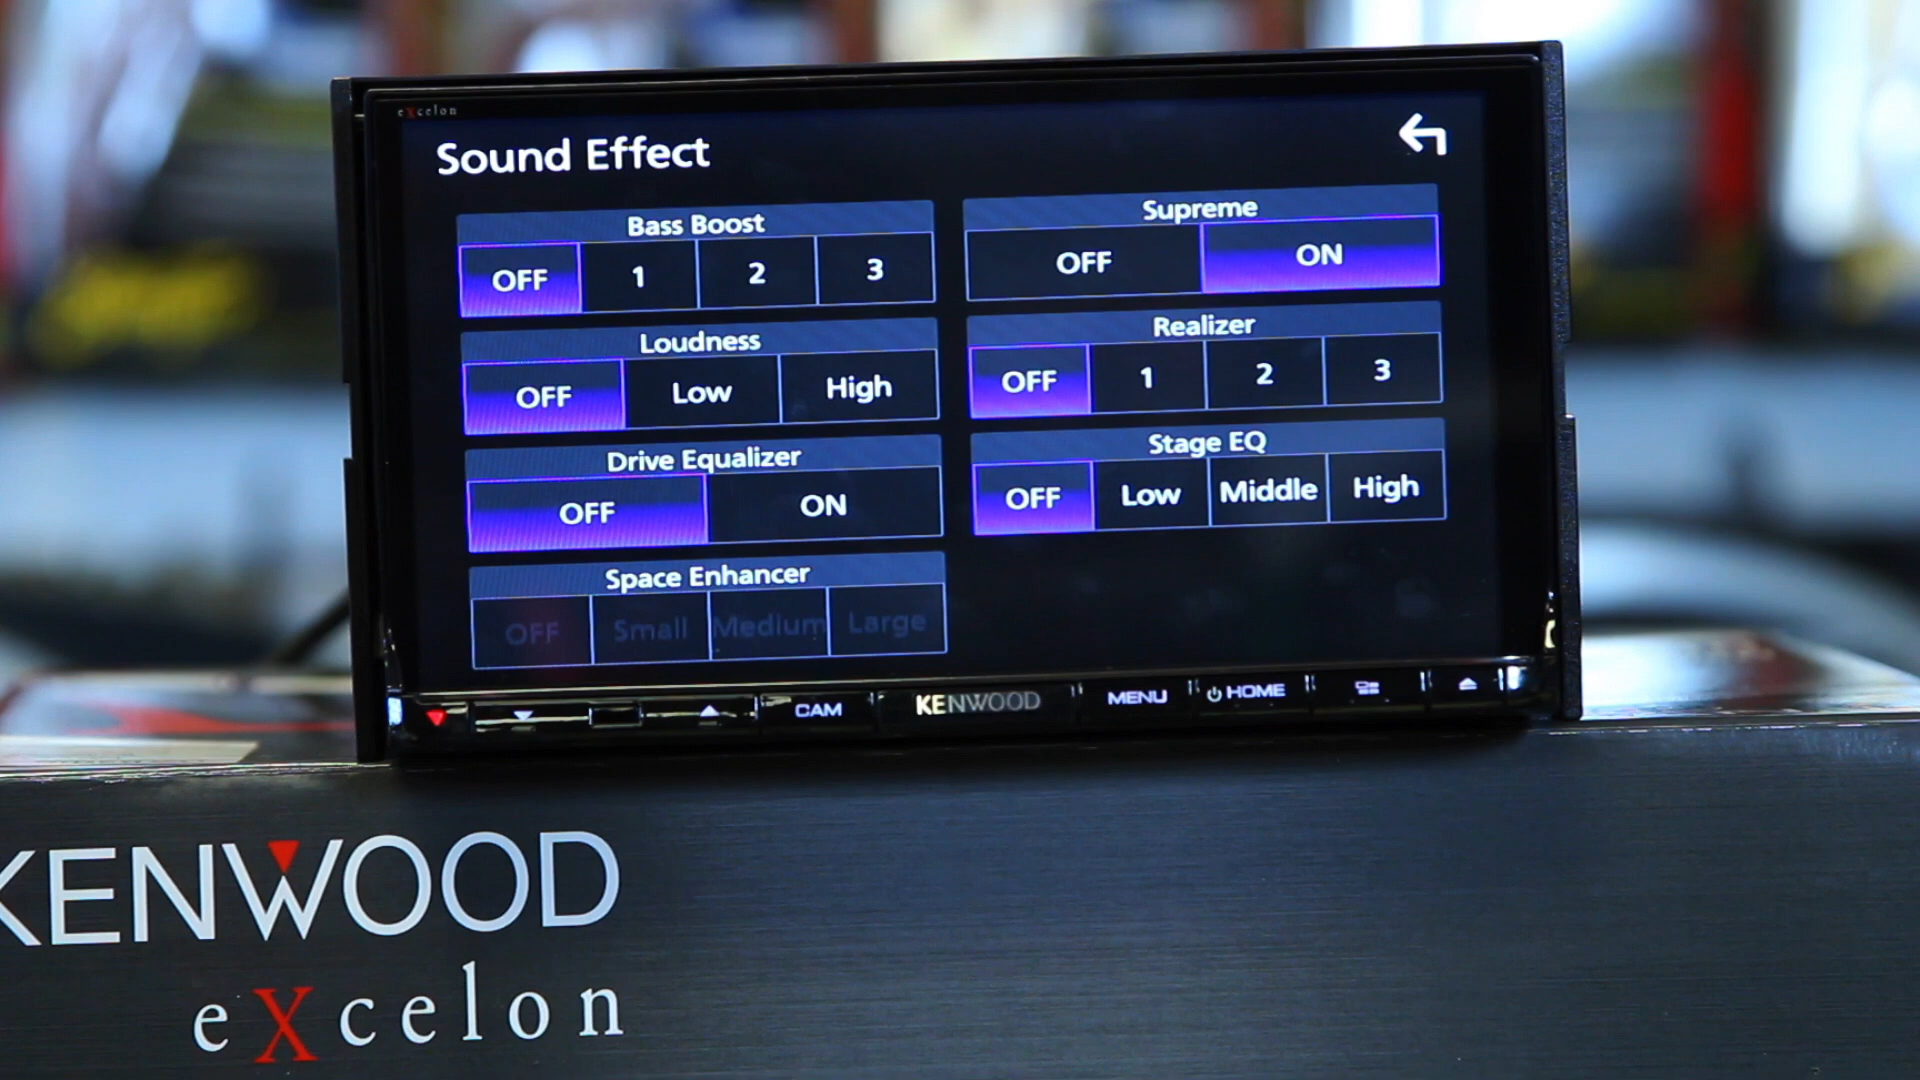 eXcelon
Sound Effect
Bass Boost
OFF 1 2 3
Loudness
OFF Low High
Drive Equalizer
OFF ON
Space Enhancer
OFF Small Medium Large
Supreme
OFF ON
Realizer
OFF 1 2 3
Stage EQ
OFF Low Middle High
CAM KENWOOD MENU HOME
KENWOOD
eXcelon